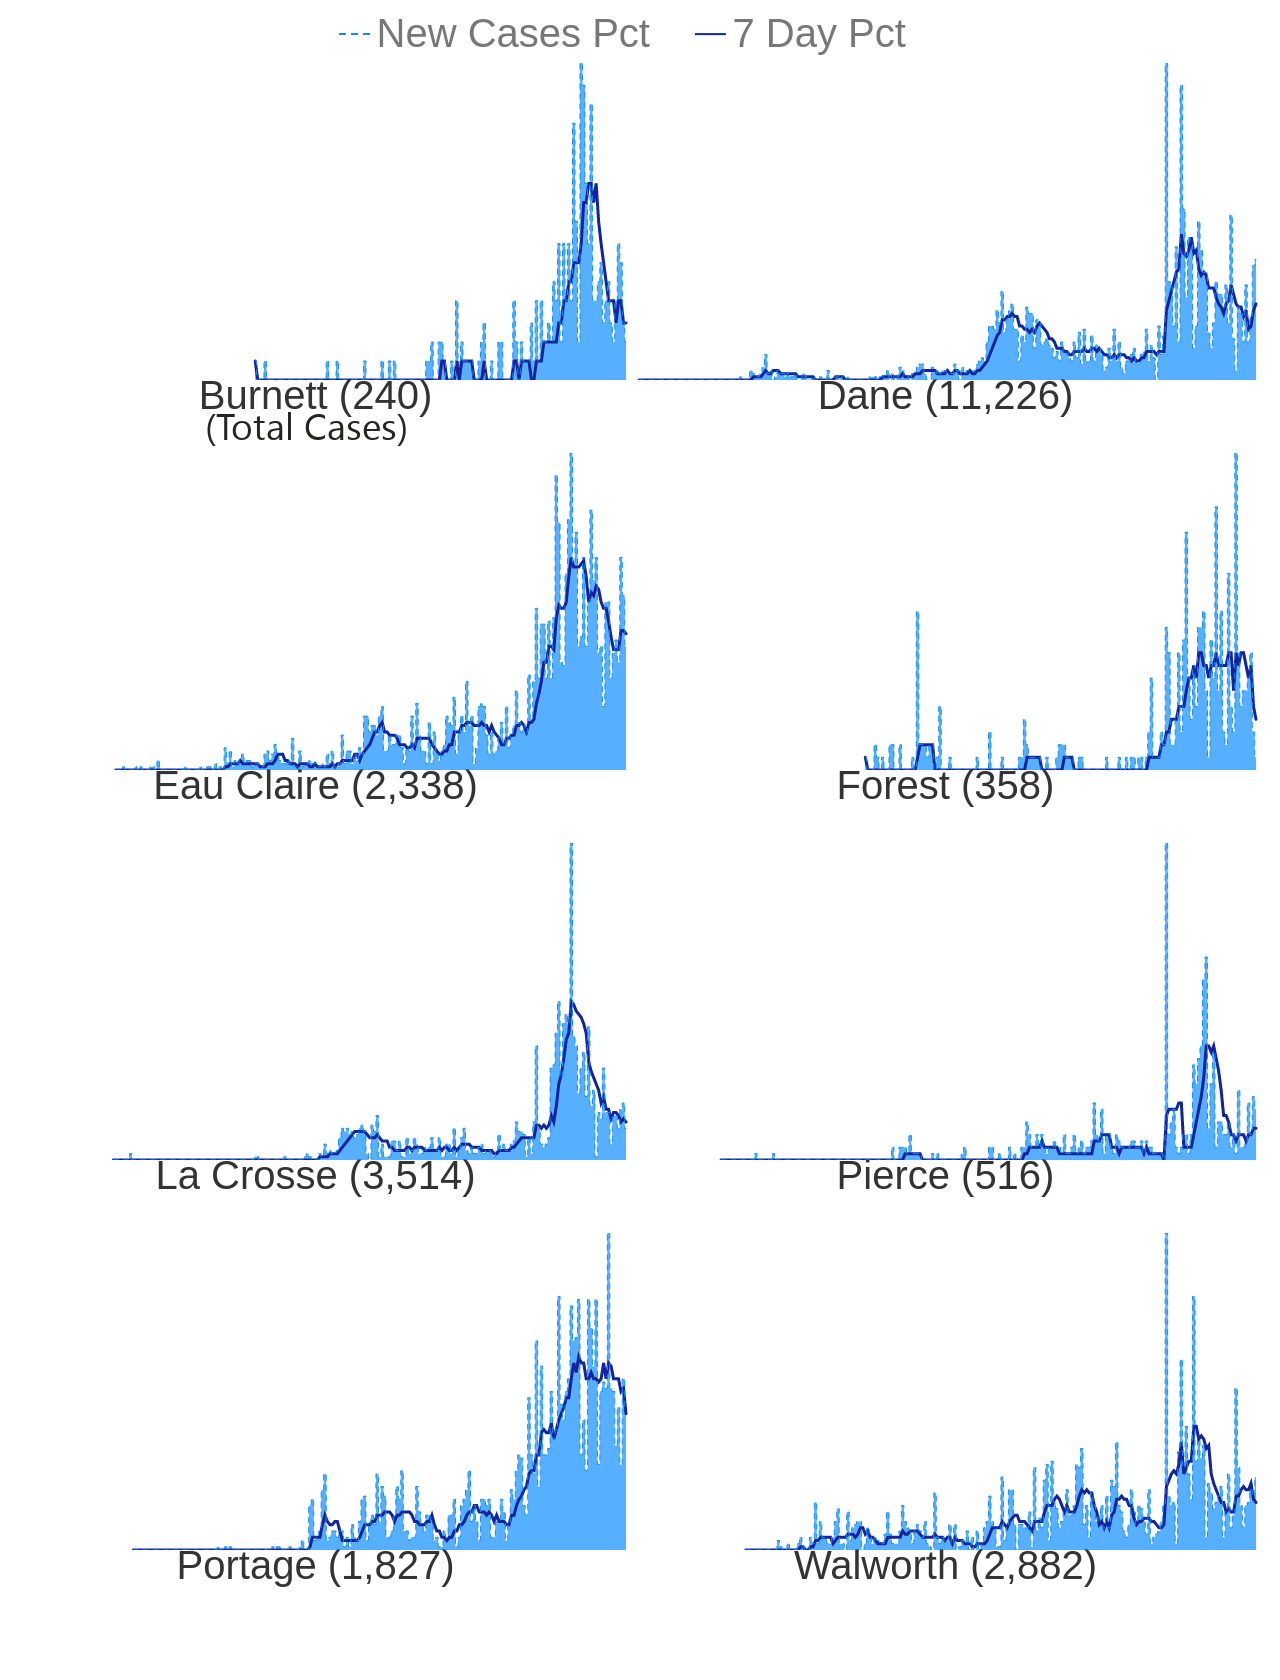 New Cases Pct 7 Day Pct
Burnett (240) Dane (11,226)
(Total Cases)
Eau Claire (2,338) Forest (358)
La Crosse (3,514) Pierce (516)
Portage (1,827) Walworth (2,882)